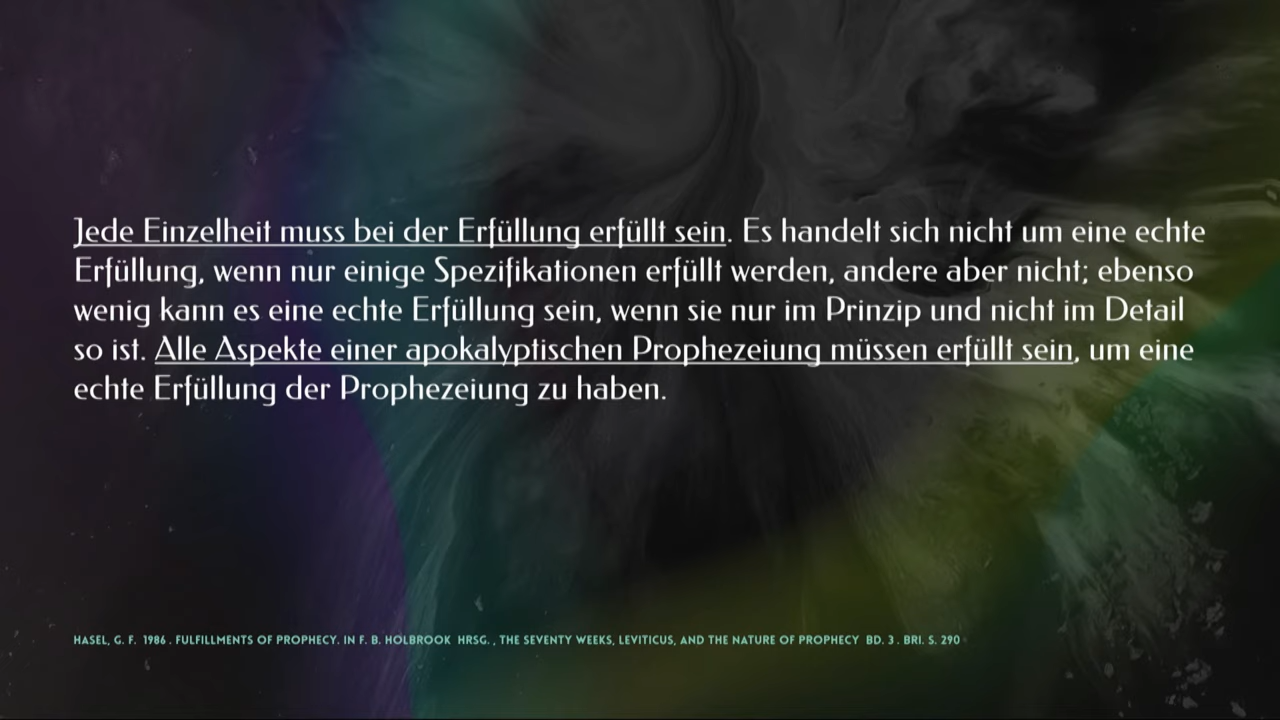 Jede Einzelheit muss bei der Erfüllung erfüllt sein. Es handelt sich nicht um eine echte
Erfüllung, wenn nur einige Spezifikationen erfüllt werden, andere aber nicht; ebenso
wenig kann es eine echte Erfüllung sein, wenn sie nur im Prinzip und nicht im Detail
so ist. Alle Aspekte einer apokalyptischen Prophezeiung müssen erfüllt sein, um eine
echte Erfüllung der Prophezeiung zu haben.
HASEL, G. F. 1986 . FULFILLMENTS OF PROPHECY. IN F. B. HOLBROOK HRSG. , THE SEVENTY WEEKS, LEVITICUS, AND THE NATURE OF PROPHECY BD. 3 . BRI. S. 290